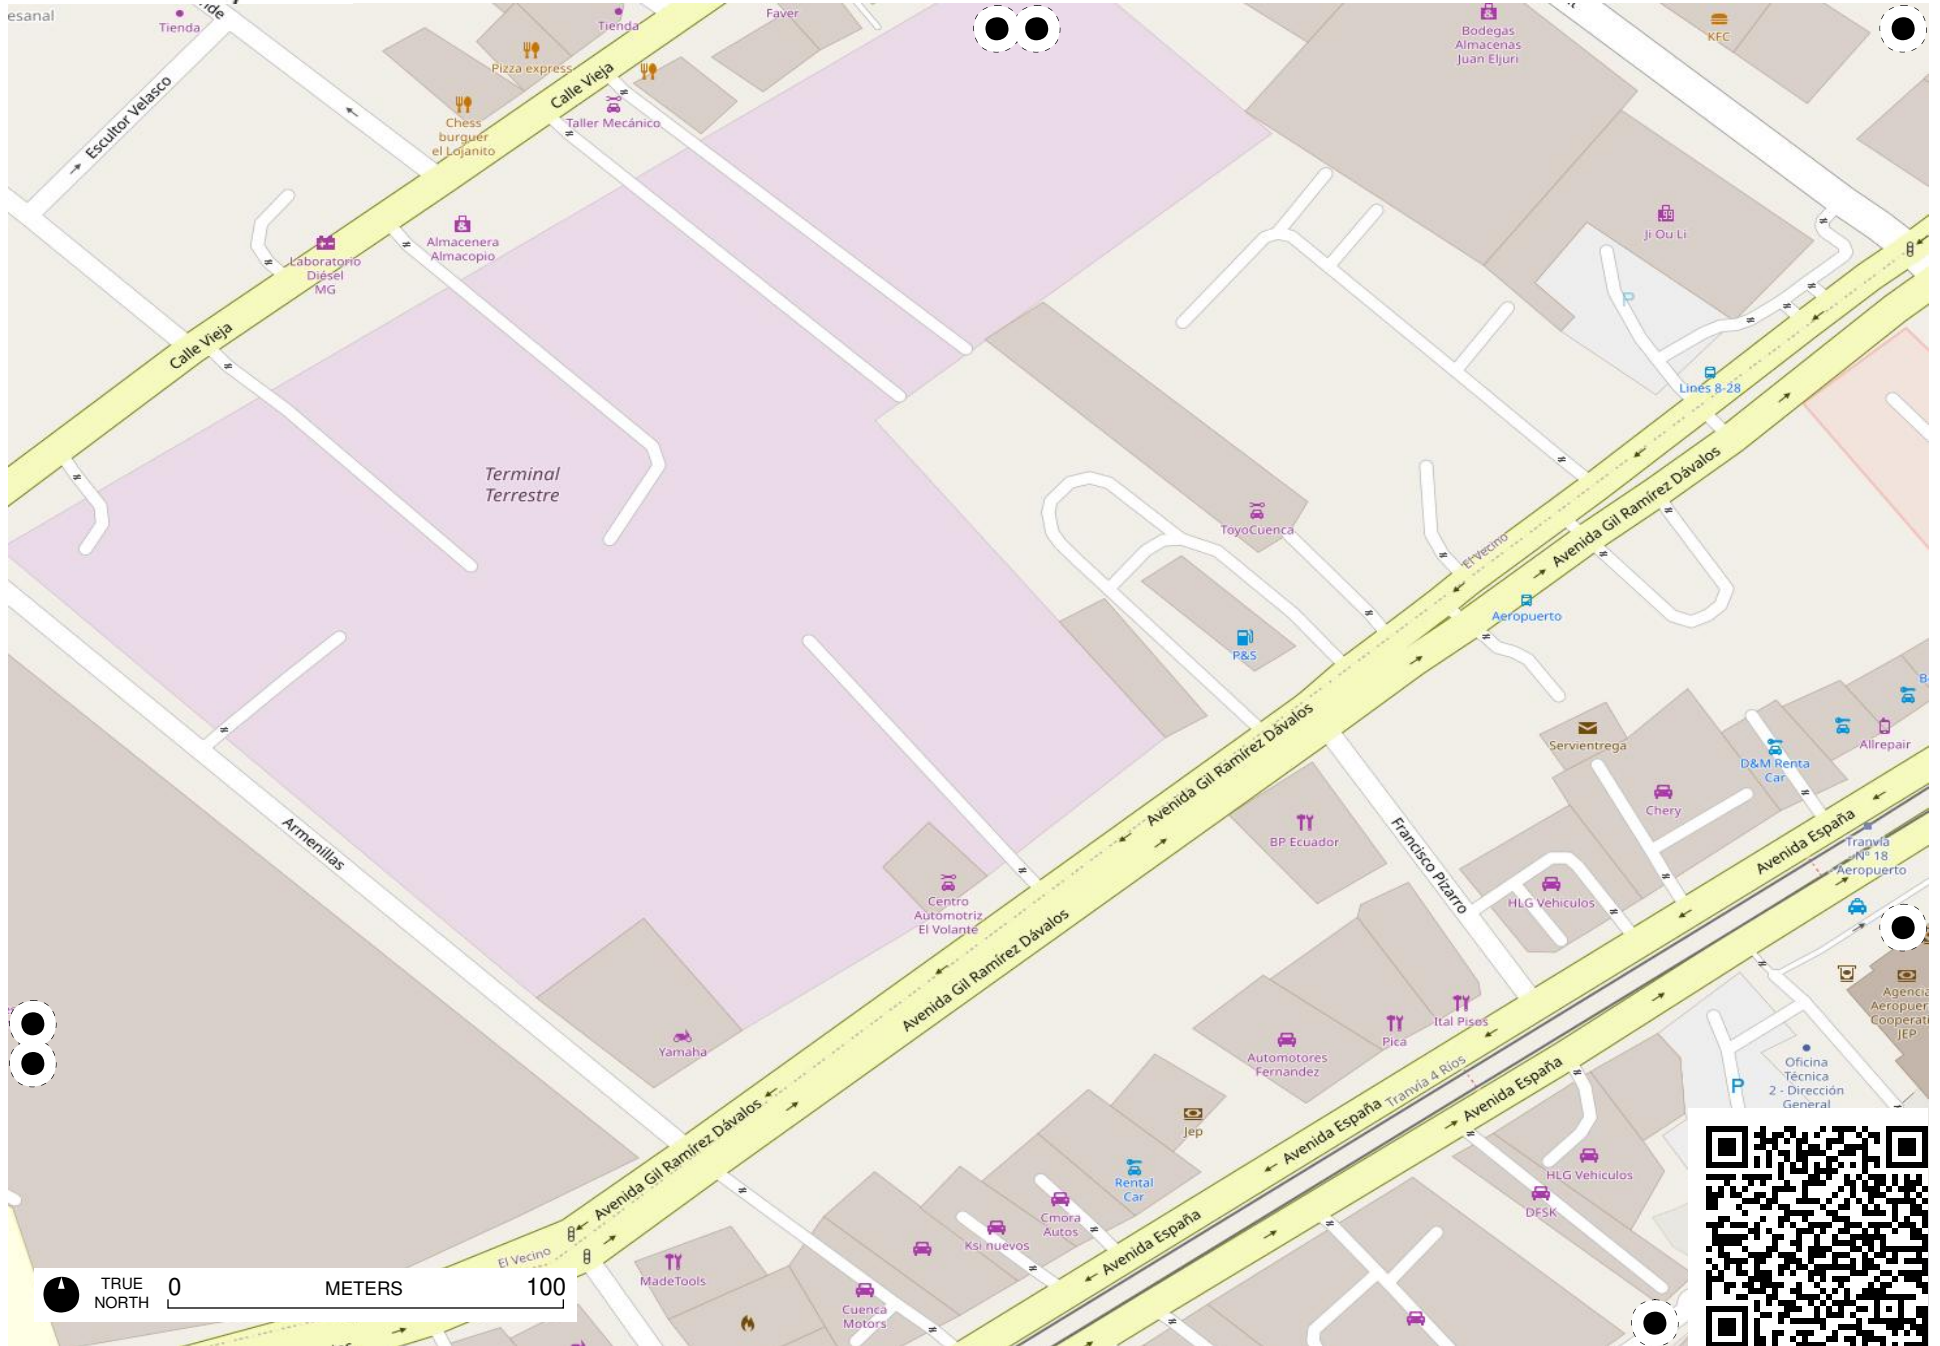 esanal
Tienda
nde
Pizza express
Tienda
Faver
Bodegas
Almacenas
Juan Eljuri
KFC
Escultor Velasco
Calle Vieja
Chess
burguer
el Lojanito
Taller Mecánico
Laboratorio
Diésel
MG
Almacenera
Almacopio
Ji Ou Li
P
Calle Vieja
Lines 8-28
Terminal
Terrestre
ToyoCuenca
El Vecino
Avenida Gil Ramírez Dávalos
Aeropuerto
P&S
Servientrega
Allrepair
B
D&M Renta
Car
Avenida Gil Ramírez Dávalos
Chery
Armenillas
BP Ecuador
Francisco Pizarro
Avenida España
Tranvía
Nº 18
Aeropuerto
HLG Vehiculos
Centro
Automotriz
El Volante
Avenida Gil Ramírez Dávalos
Yamaha
Ital Pisos
Pica
Automotores
Fernandez
Agencia
Aeropuer
Cooperati
JEP
Oficina
Técnica
2 - Dirección
General
P
Tranvía 4 Ríos
Avenida España
Avenida España
Jep
Avenida Gil Ramírez Dávalos
Rental
Car
HLG Vehiculos
DFSK
Cmora
Autos
Ksi nuevos
Avenida España
El Vecino
MadeTools
Cuenca
Motors
TRUE
NORTH
0 METERS 100